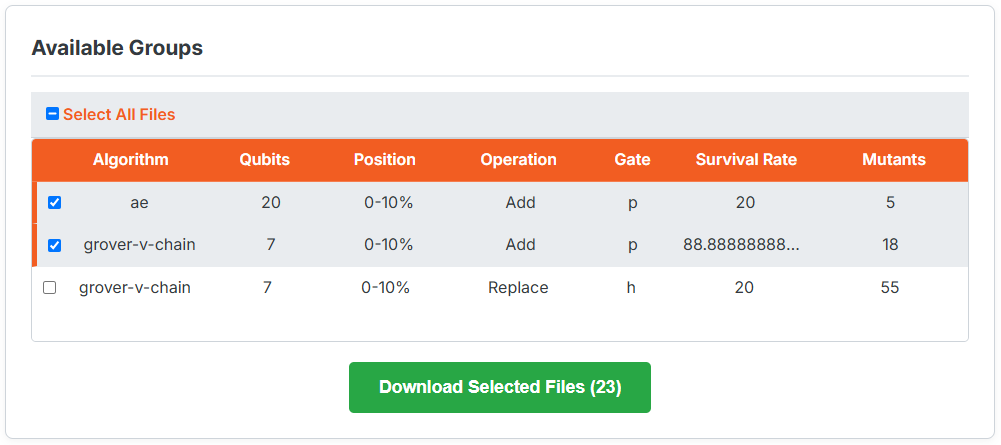 Available Groups
Select All Files
Algorithm Qubits Position Operation Gate Survival Rate Mutants
ae 20 0-10% Add p 20 5
grover-v-chain 7 0-10% Add p 88.88888888... 18
grover-v-chain 7 0-10% Replace h 20 55
Download Selected Files (23)